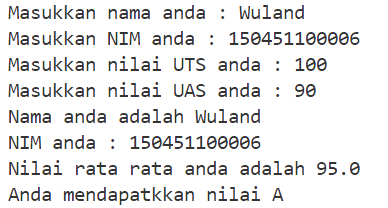 Masukkan nama anda : Wuland
Masukkan NIM anda : 150451100006
Masukkan nilai UTS anda : 100
Masukkan nilai UAS anda : 90
Nama anda adalah Wuland
NIM anda : 150451100006
Nilai rata rata anda adalah 95.0
Anda mendapatkkan nilai A